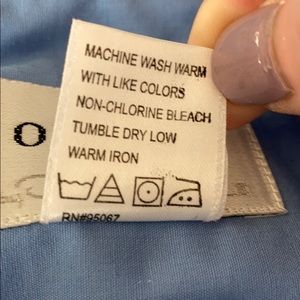 MACHINE WASH WARM
WITH LIKE COLORS
NON-CHLORINE BLEACH
TUMBLE DRY LOW
WARM IRON
RN#95067
O